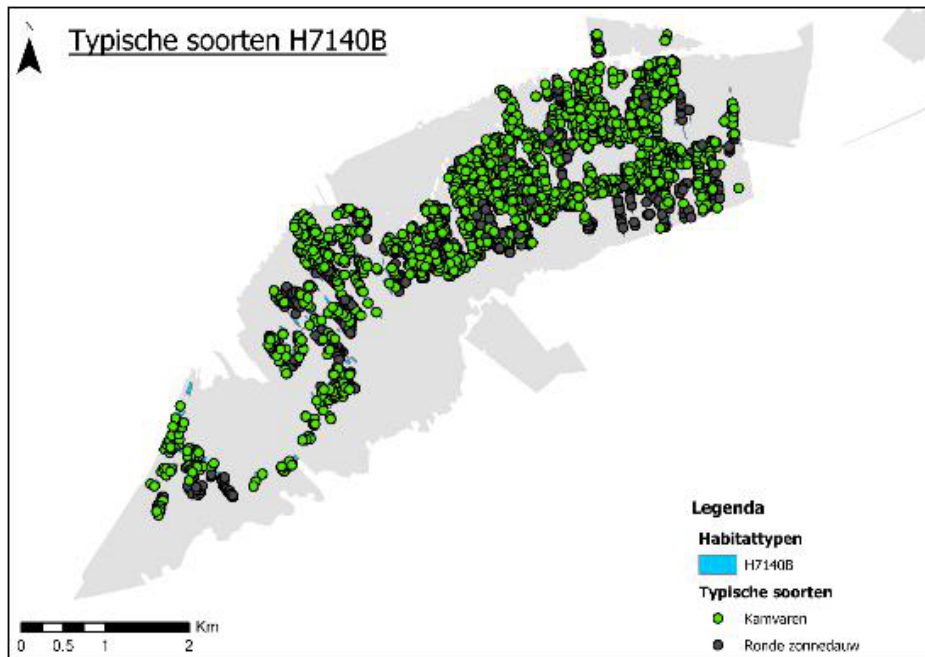 Typische soorten H7140B
Legenda
Habitattypen
H7140B
Typische soorten
Kamvaren
Ronde zonnedauw
Km
0 0.5 1 2